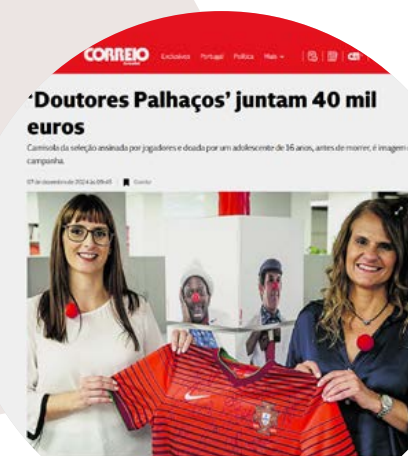 CORREIO
Exclusivos Portugal Política Mais
'Doutores Palhaços' juntam 40 mil
euros
Camisola da seleção assinada por jogadores e doada por um adolescente de 16 anos, antes de morrer, é imagem
campanha.
07 de dezembro de 2024 às 09:45
Guardar